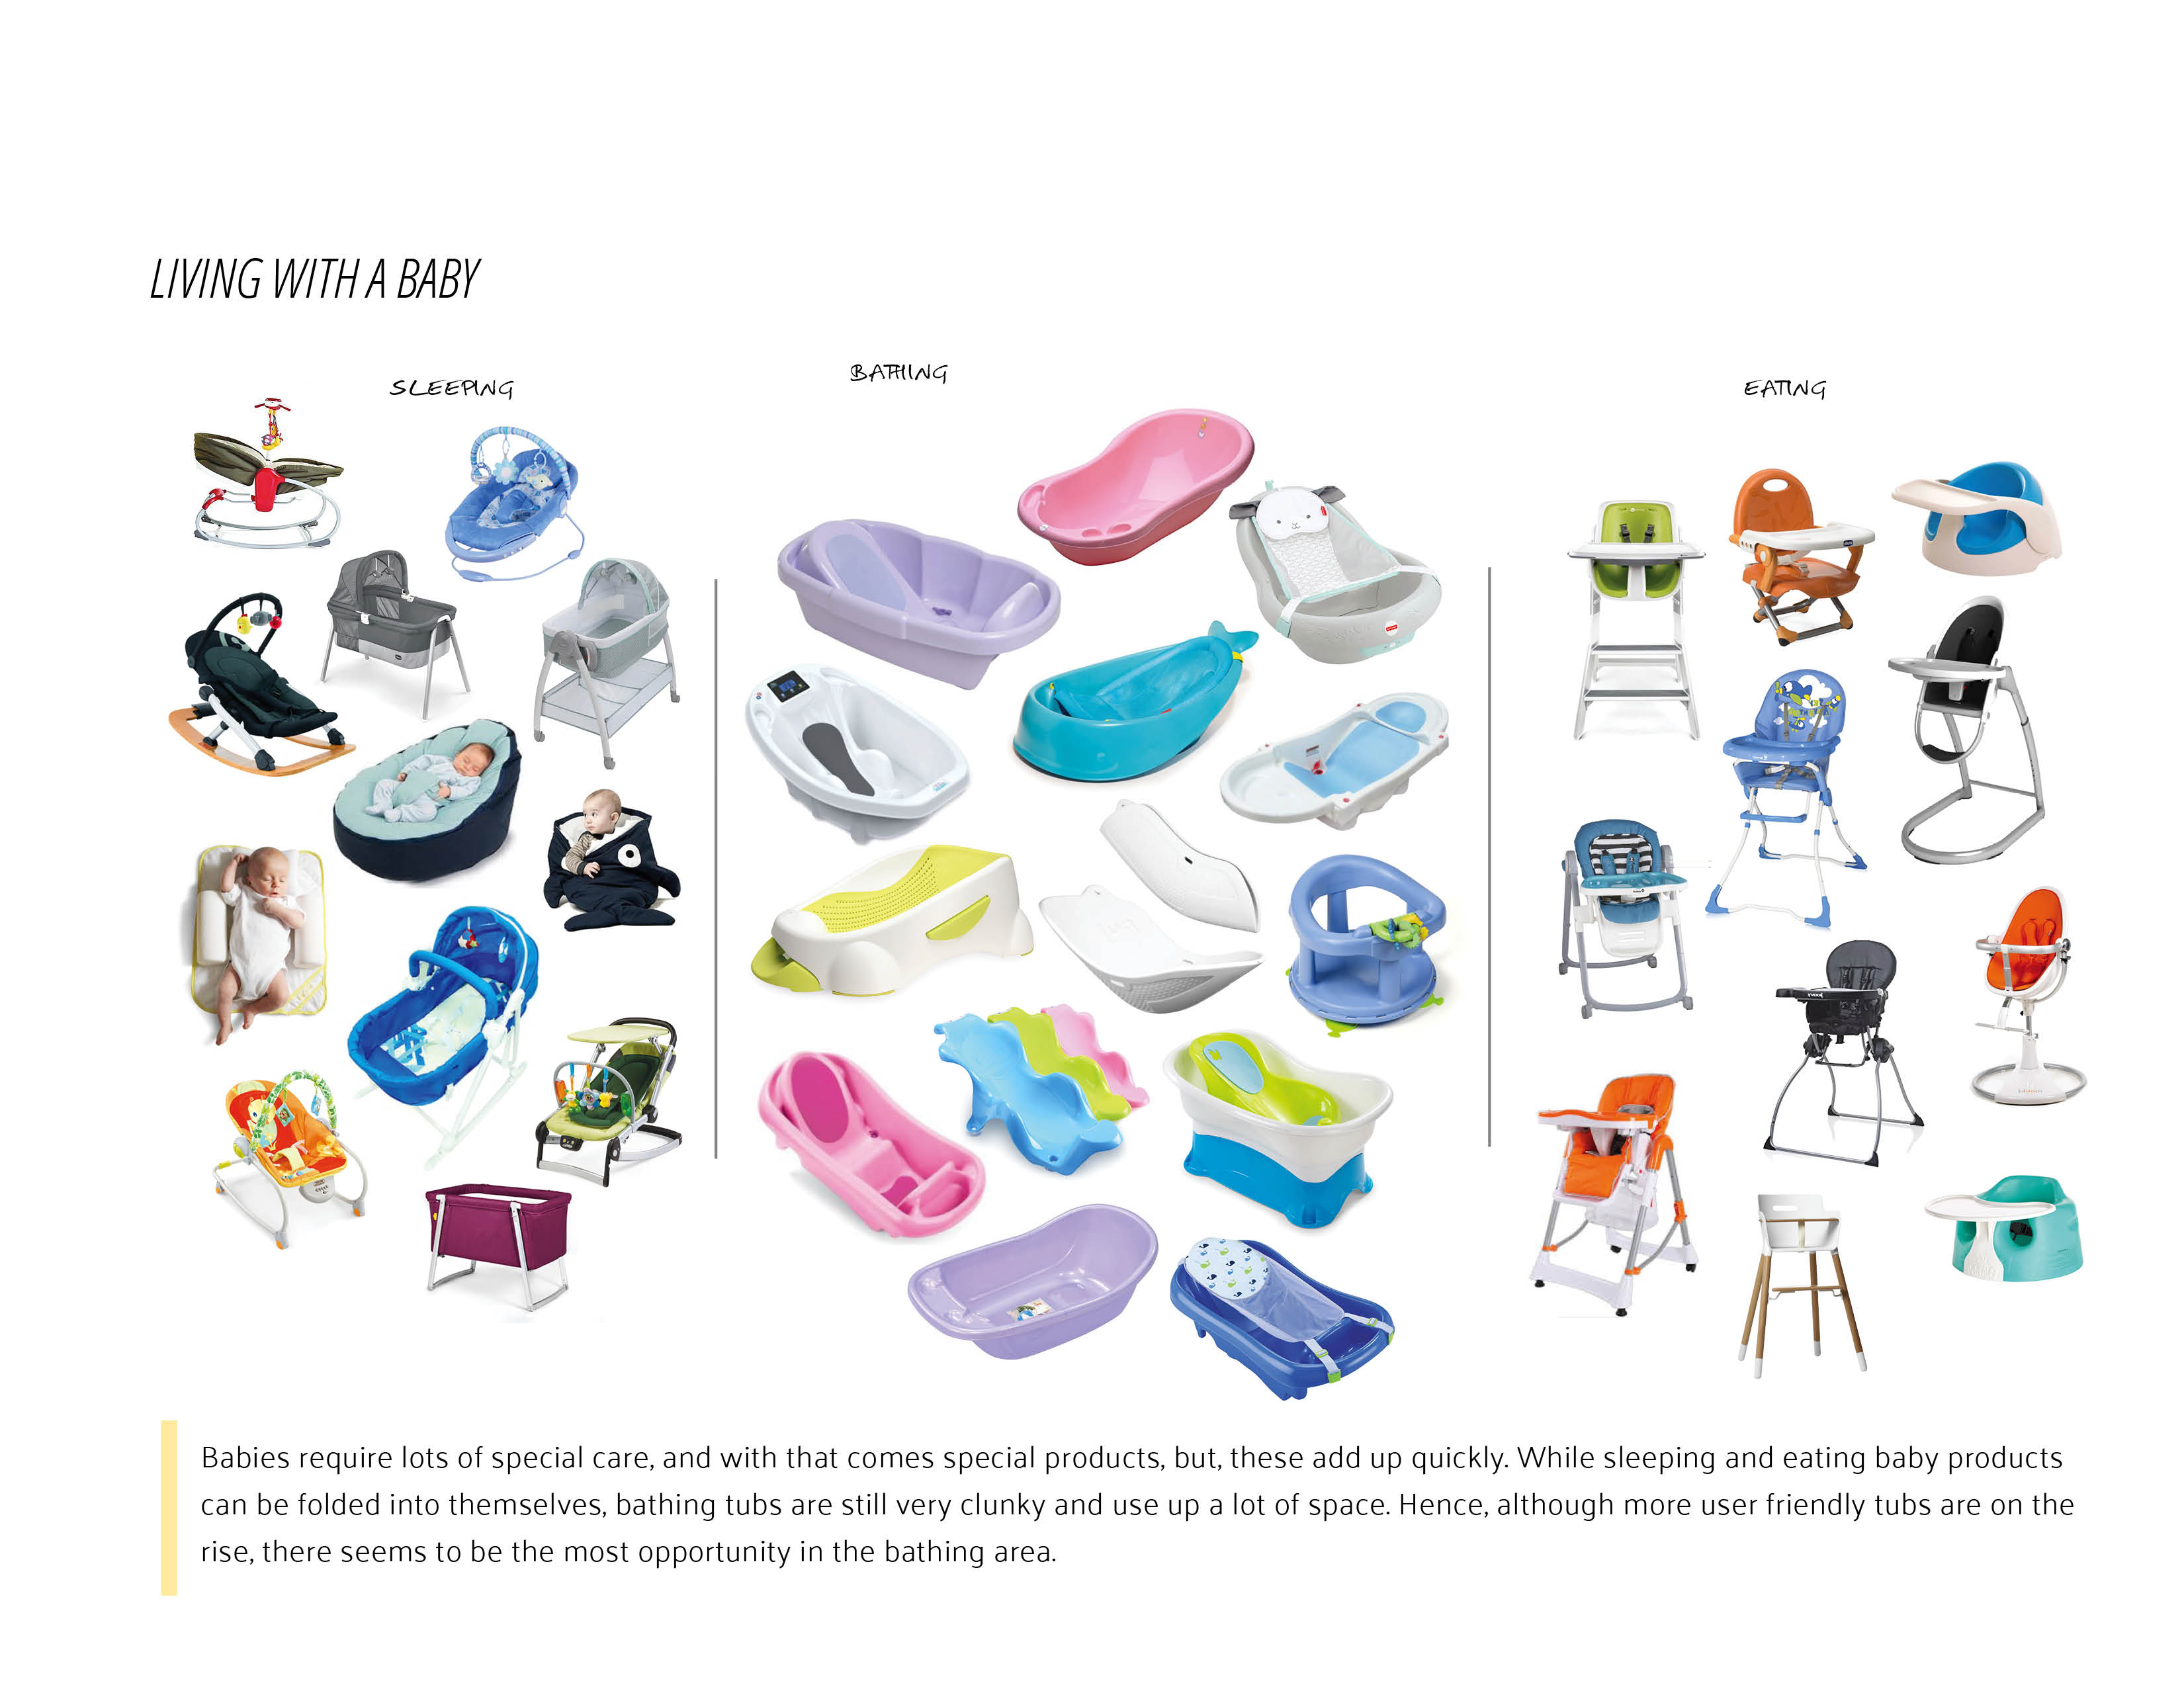 LIVING WITH A BABY
SLEEPING
BATHING
EATING
Babies require lots of special care, and with that comes special products, but, these add up quickly. While sleeping and eating baby products
can be folded into themselves, bathing tubs are still very clunky and use up a lot of space. Hence, although more user friendly tubs are on the
rise, there seems to be the most opportunity in the bathing area.